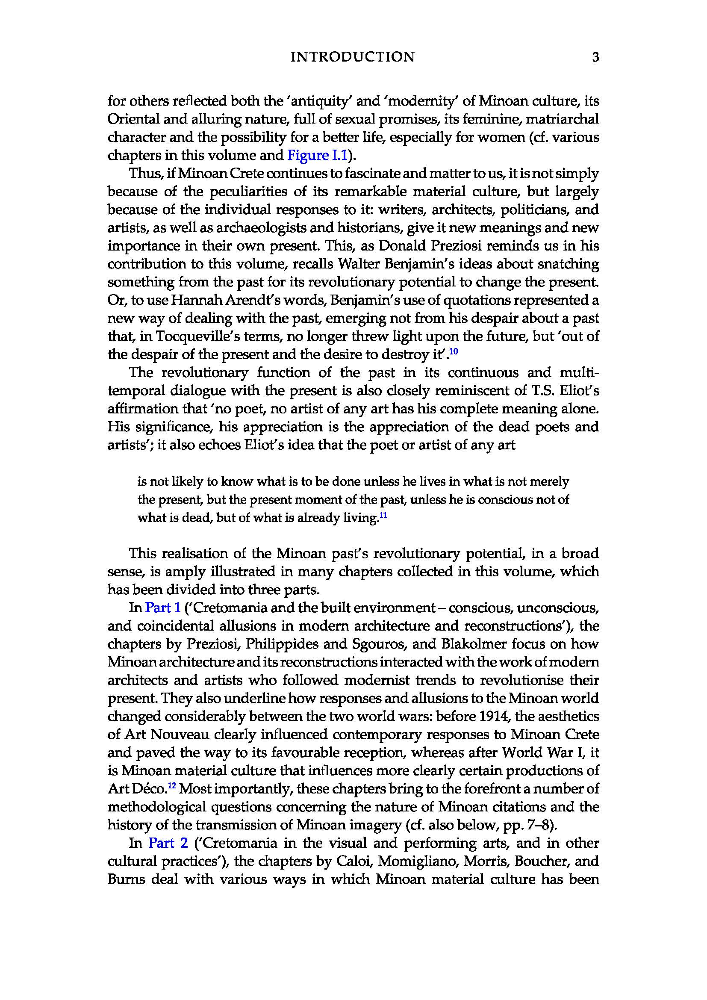 INTRODUCTION 3
for others reflected both the ‘antiquity’ and ‘modernity’ of Minoan culture, its
Oriental and alluring nature, full of sexual promises, its feminine, matriarchal
character and the possibility for a better life, especially for women (cf. various
chapters in this volume and Figure I.1).
Thus, if Minoan Crete continues to fascinate and matter to us, it is not simply
because of the peculiarities of its remarkable material culture, but largely
because of the individual responses to it: writers, architects, politicians, and
artists, as well as archaeologists and historians, give it new meanings and new
importance in their own present. This, as Donald Preziosi reminds us in his
contribution to this volume, recalls Walter Benjamin’s ideas about snatching
something from the past for its revolutionary potential to change the present.
Or, to use Hannah Arendt’s words, Benjamin’s use of quotations represented a
new way of dealing with the past, emerging not from his despair about a past
that, in Tocqueville’s terms, no longer threw light upon the future, but ‘out of
the despair of the present and the desire to destroy it’.10
The revolutionary function of the past in its continuous and multi-
temporal dialogue with the present is also closely reminiscent of T.S. Eliot’s
affirmation that ‘no poet, no artist of any art has his complete meaning alone.
His significance, his appreciation is the appreciation of the dead poets and
artists’; it also echoes Eliot’s idea that the poet or artist of any art
is not likely to know what is to be done unless he lives in what is not merely
the present, but the present moment of the past, unless he is conscious not of
what is dead, but of what is already living.11
This realisation of the Minoan past’s revolutionary potential, in a broad
sense, is amply illustrated in many chapters collected in this volume, which
has been divided into three parts.
In Part 1 (‘Cretomania and the built environment – conscious, unconscious,
and coincidental allusions in modern architecture and reconstructions’), the
chapters by Preziosi, Philippides and Sgouros, and Blakolmer focus on how
Minoan architecture and its reconstructions interacted with the work of modern
architects and artists who followed modernist trends to revolutionise their
present. They also underline how responses and allusions to the Minoan world
changed considerably between the two world wars: before 1914, the aesthetics
of Art Nouveau clearly influenced contemporary responses to Minoan Crete
and paved the way to its favourable reception, whereas after World War I, it
is Minoan material culture that influences more clearly certain productions of
Art Déco.12 Most importantly, these chapters bring to the forefront a number of
methodological questions concerning the nature of Minoan citations and the
history of the transmission of Minoan imagery (cf. also below, pp. 7–8).
In Part 2 (‘Cretomania in the visual and performing arts, and in other
cultural practices’), the chapters by Caloi, Momigliano, Morris, Boucher, and
Burns deal with various ways in which Minoan material culture has been